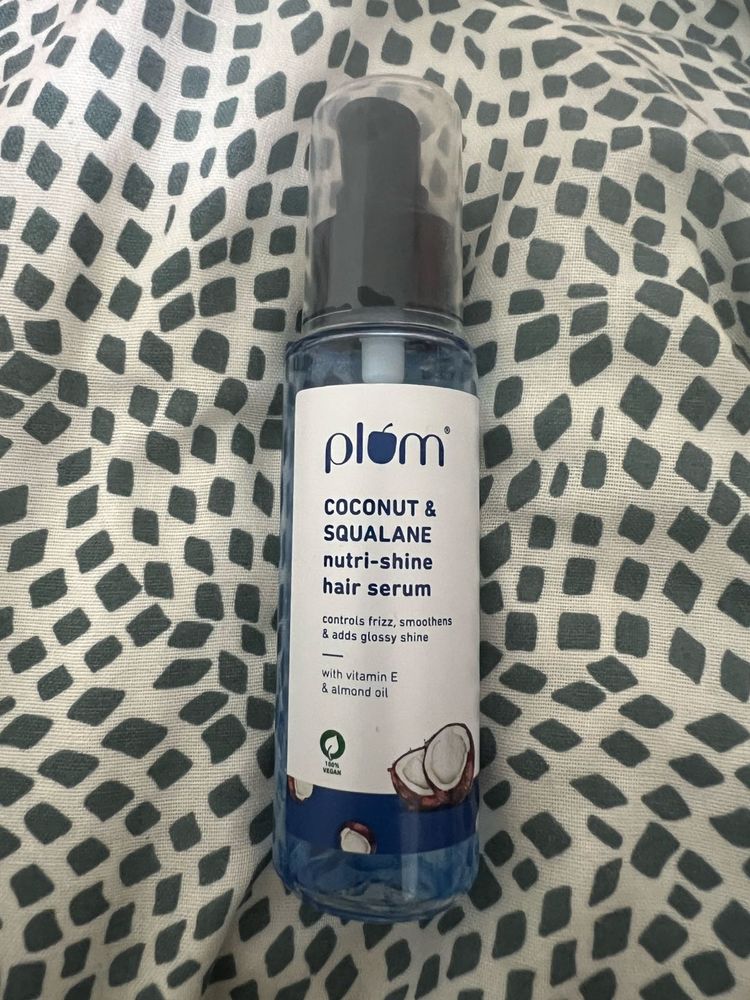 plum®
COCONUT &
SQUALANE
nutri-shine
hair serum
controls frizz, smoothens
& adds glossy shine
with vitamin E
& almond oil
100%
VEGAN